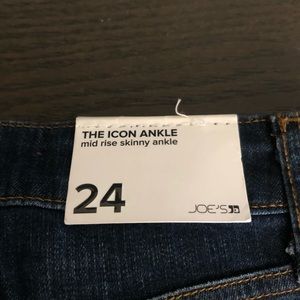 THE ICON ANKLE
mid rise skinny ankle
24
JOE'S